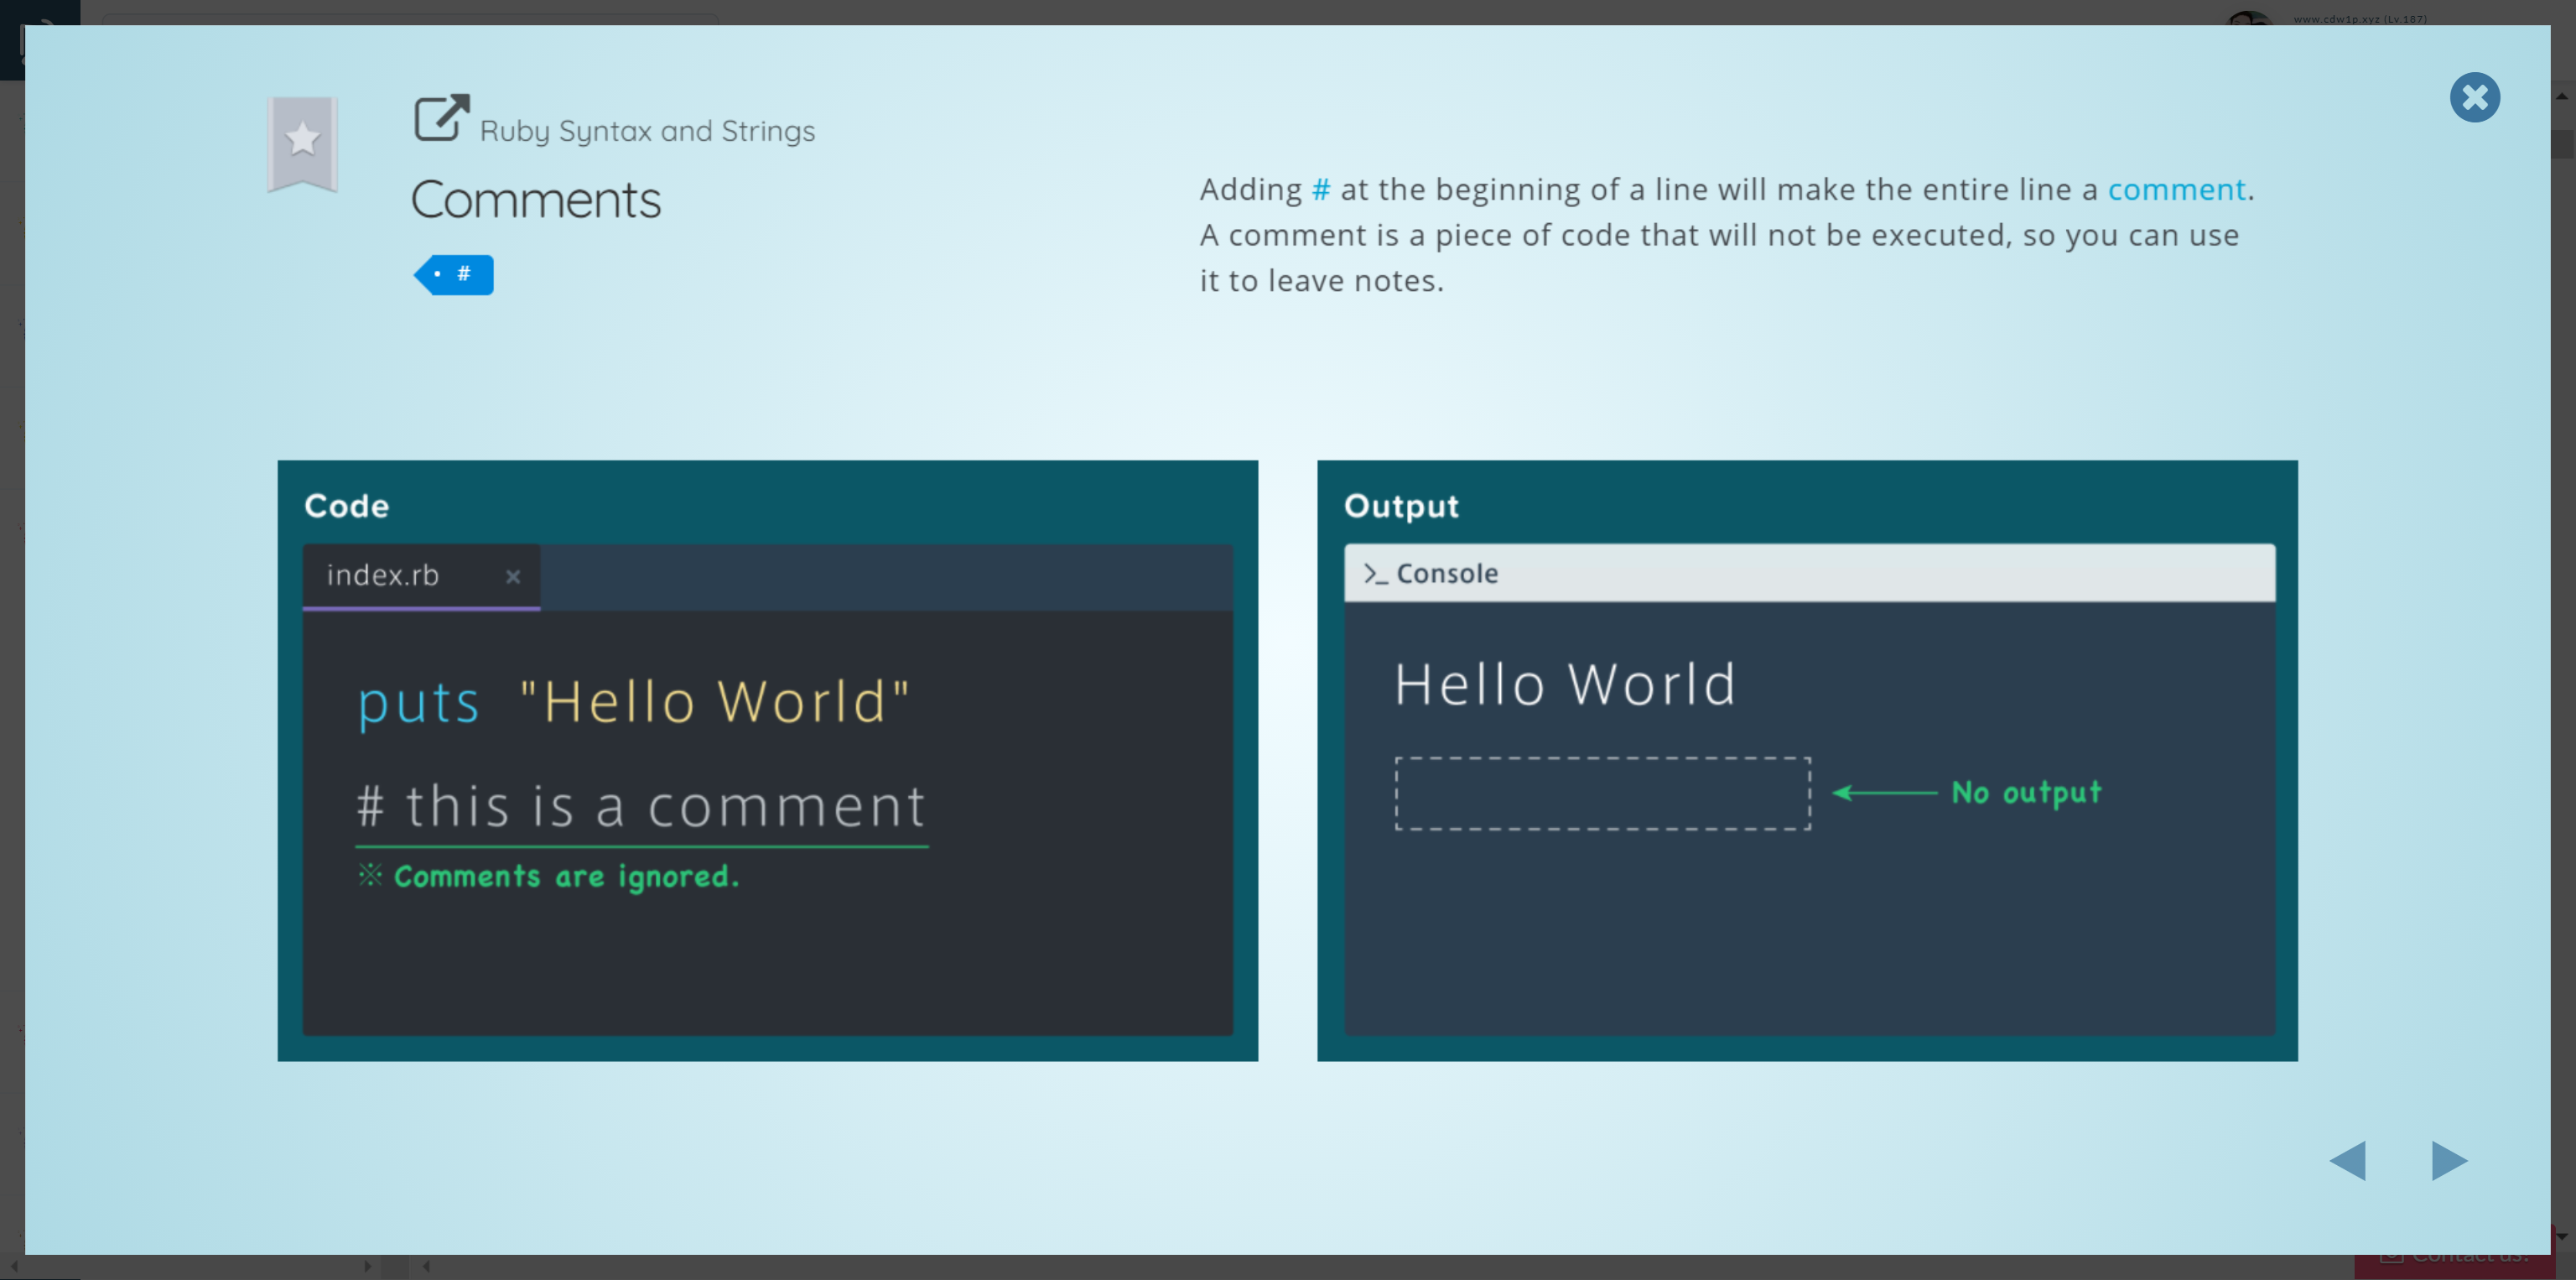 www.cdw1p.xyz (Lv.187)
Ruby Syntax and Strings
Comments
#
Adding # at the beginning of a line will make the entire line a comment.
A comment is a piece of code that will not be executed, so you can use
it to leave notes.
Code
index.rb
puts "Hello World"
# this is a comment
※ Comments are ignored.
Output
>_ Console
Hello World
No output
Contact us!